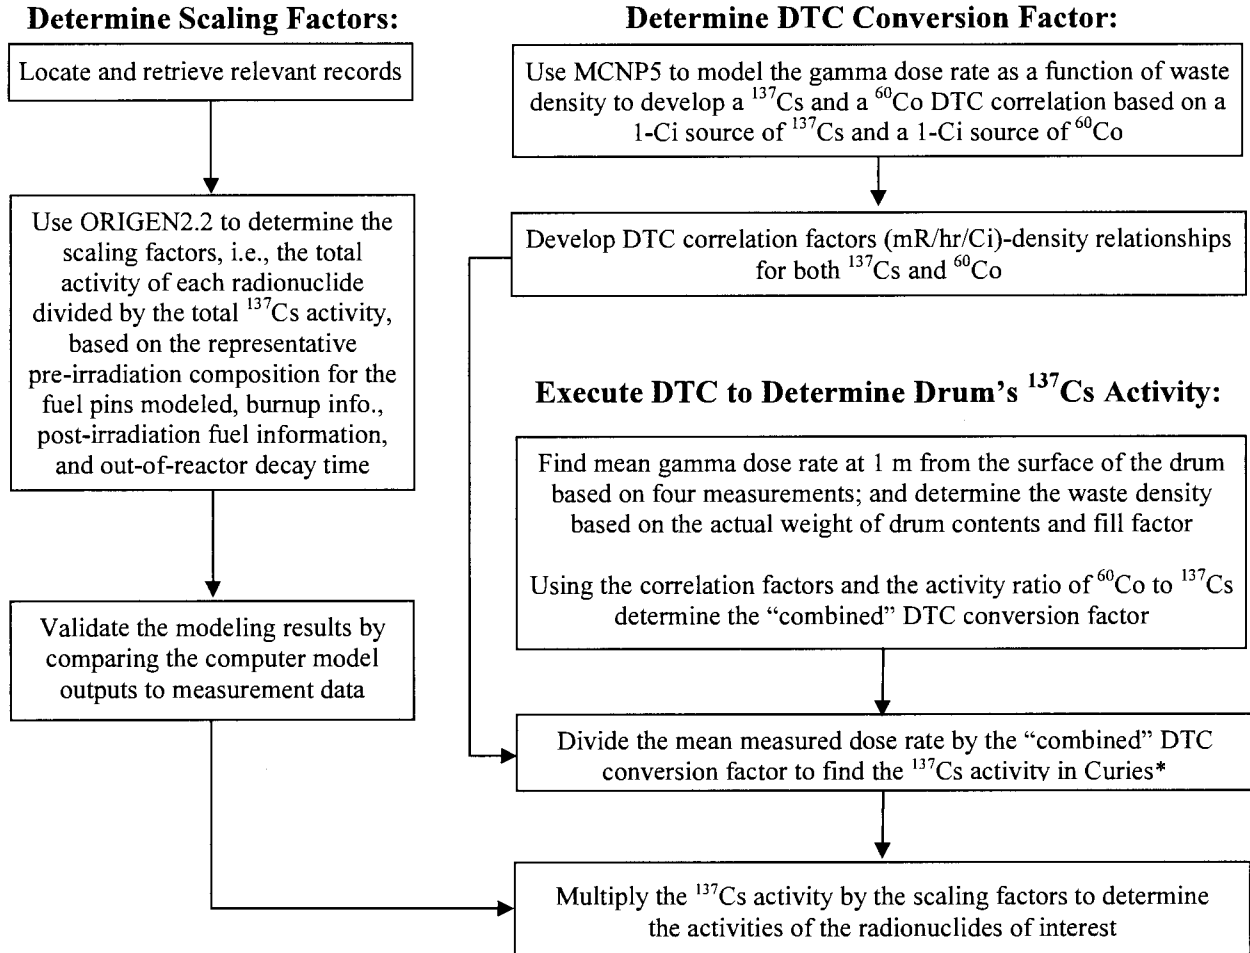 Determine Scaling Factors:
Locate and retrieve relevant records
Use ORIGEN2.2 to determine the
scaling factors, i.e., the total
activity of each radionuclide
divided by the total ¹³⁷Cs activity,
based on the representative
pre-irradiation composition for the
fuel pins modeled, burnup info.,
post-irradiation fuel information,
and out-of-reactor decay time
Validate the modeling results by
comparing the computer model
outputs to measurement data
Determine DTC Conversion Factor:
Use MCNP5 to model the gamma dose rate as a function of waste
density to develop a ¹³⁷Cs and a ⁶⁰Co DTC correlation based on a
1-Ci source of ¹³⁷Cs and a 1-Ci source of ⁶⁰Co
Develop DTC correlation factors (mR/hr/Ci)-density relationships
for both ¹³⁷Cs and ⁶⁰Co
Execute DTC to Determine Drum's ¹³⁷Cs Activity:
Find mean gamma dose rate at 1 m from the surface of the drum
based on four measurements; and determine the waste density
based on the actual weight of drum contents and fill factor
Using the correlation factors and the activity ratio of ⁶⁰Co to ¹³⁷Cs
determine the “combined” DTC conversion factor
Divide the mean measured dose rate by the “combined” DTC
conversion factor to find the ¹³⁷Cs activity in Curies*
Multiply the ¹³⁷Cs activity by the scaling factors to determine
the activities of the radionuclides of interest